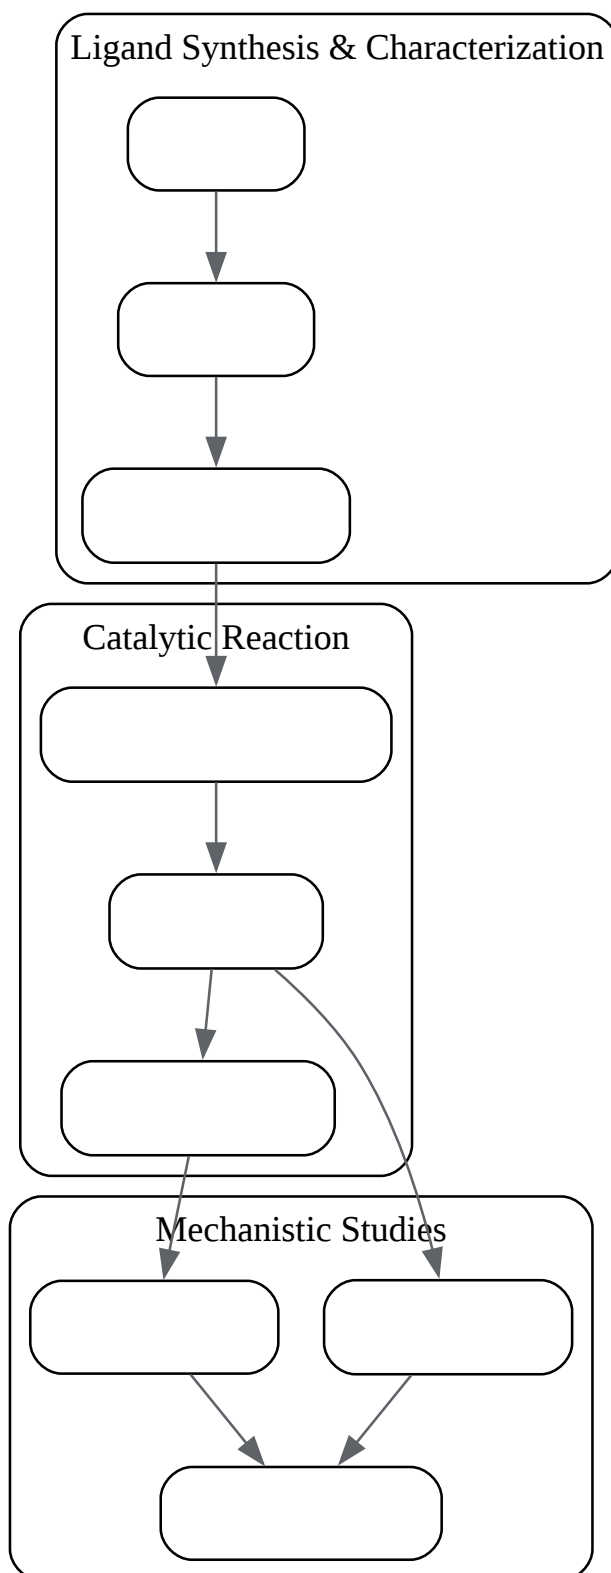 Ligand Synthesis & Characterization
Catalytic Reaction
Mechanistic Studies